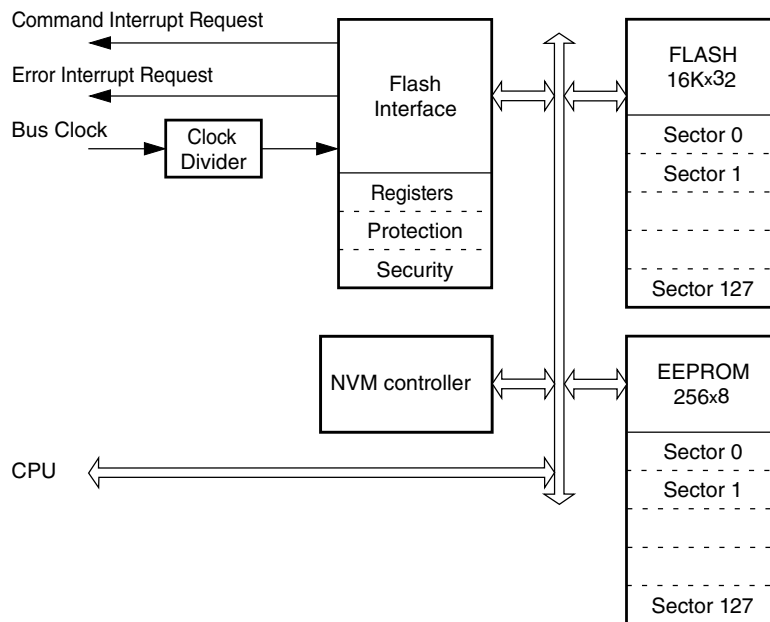 Command Interrupt Request
Error Interrupt Request
Bus Clock
Clock
Divider
Flash
Interface
Registers
Protection
Security
FLASH
16Kx32
Sector 0
Sector 1
Sector 127
NVM controller
EEPROM
256x8
Sector 0
Sector 1
Sector 127
CPU